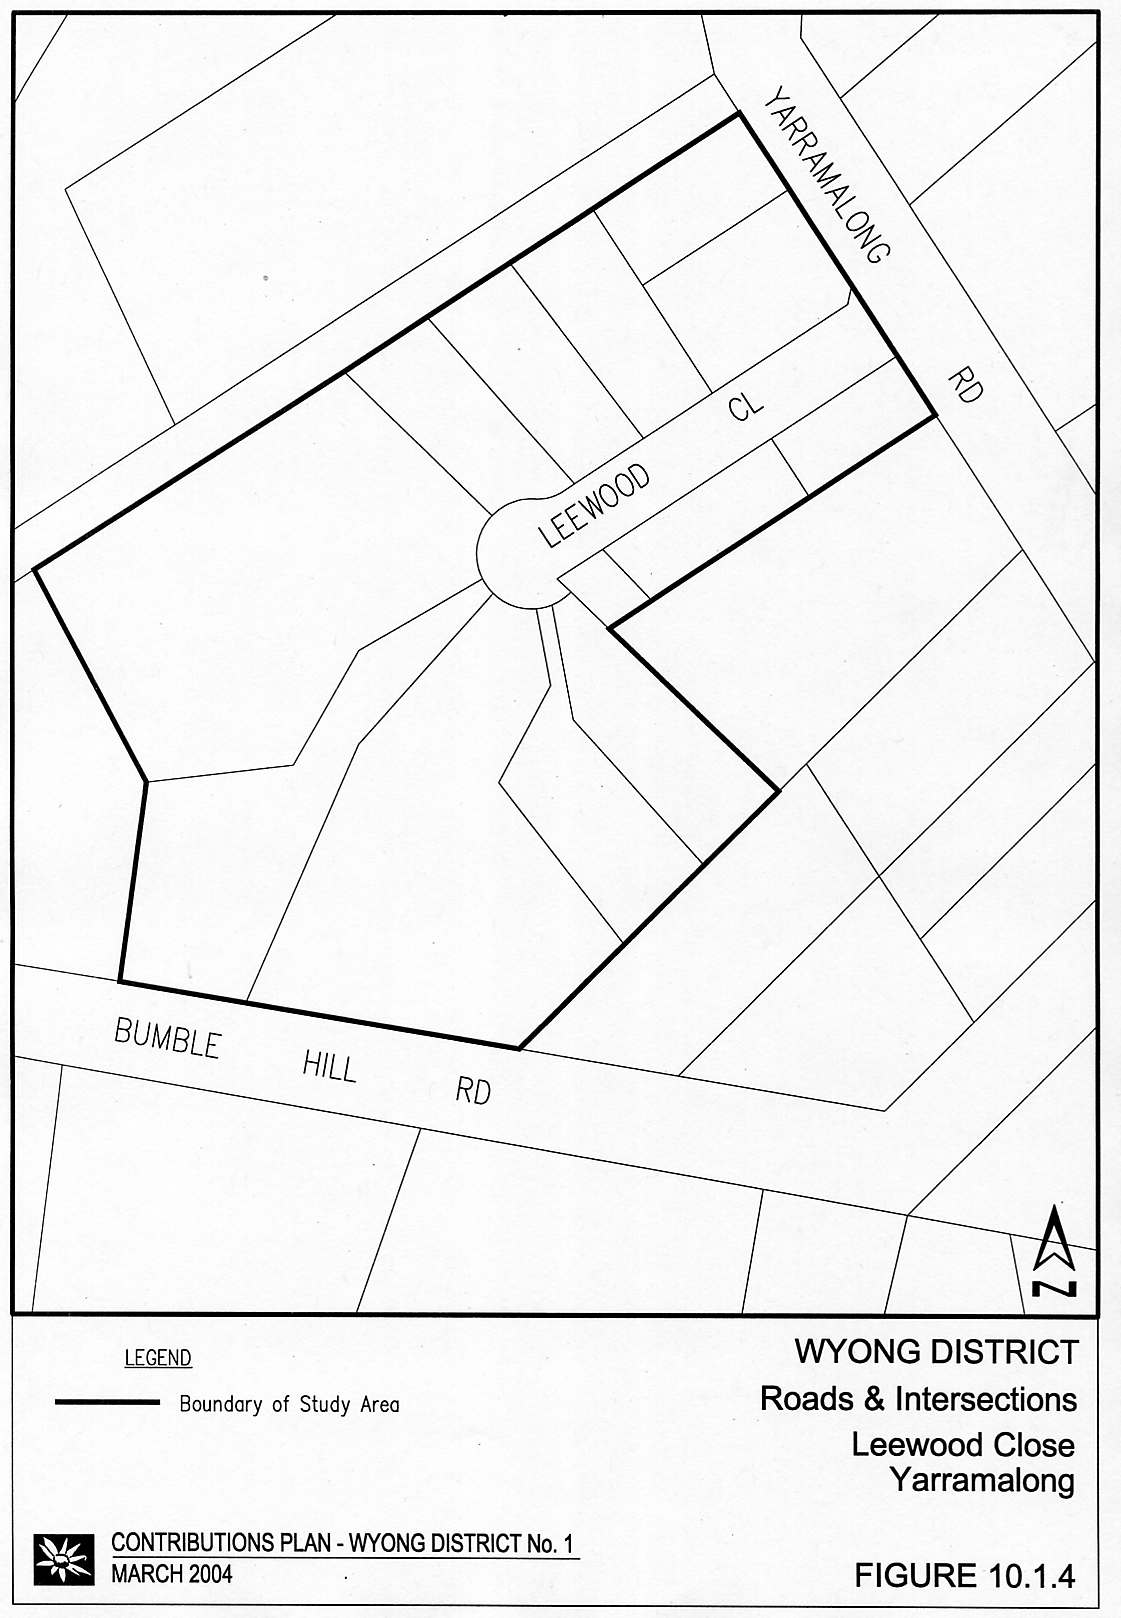 YARRAMALONG
RD
LEEWOOD
CL
BUMBLE
HILL
RD
N
LEGEND
Boundary of Study Area
WYONG DISTRICT
Roads & Intersections
Leewood Close
Yarramalong
CONTRIBUTIONS PLAN - WYONG DISTRICT No. 1
MARCH 2004
FIGURE 10.1.4